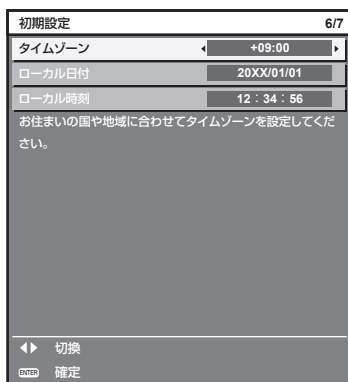 初期設定 6/7
タイムゾーン +09:00
ローカル日付 20XX/01/01
ローカル時刻 12：34：56
お住まいの国や地域に合わせてタイムゾーンを設定してくだ
さい。
切換
ENTER 確定